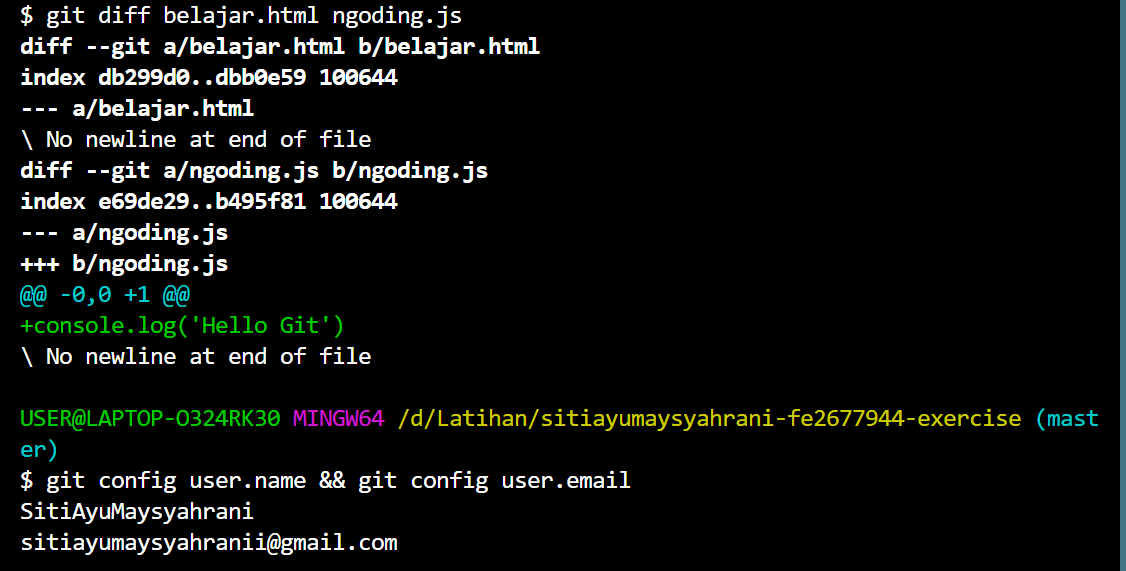 $ git diff belajar.html ngoding.js
diff --git a/belajar.html b/belajar.html
index db299d0..dbb0e59 100644
--- a/belajar.html
\ No newline at end of file
diff --git a/ngoding.js b/ngoding.js
index e69de29..b495f81 100644
--- a/ngoding.js
+++ b/ngoding.js
@@ -0,0 +1 @@
+console.log('Hello Git')
\ No newline at end of file
USER@LAPTOP-O324RK30 MINGW64 /d/Latihan/sitiayumaysyahrani-fe2677944-exercise (mast
er)
$ git config user.name && git config user.email
SitiAyuMaysyahrani
sitiayumaysyahranii@gmail.com